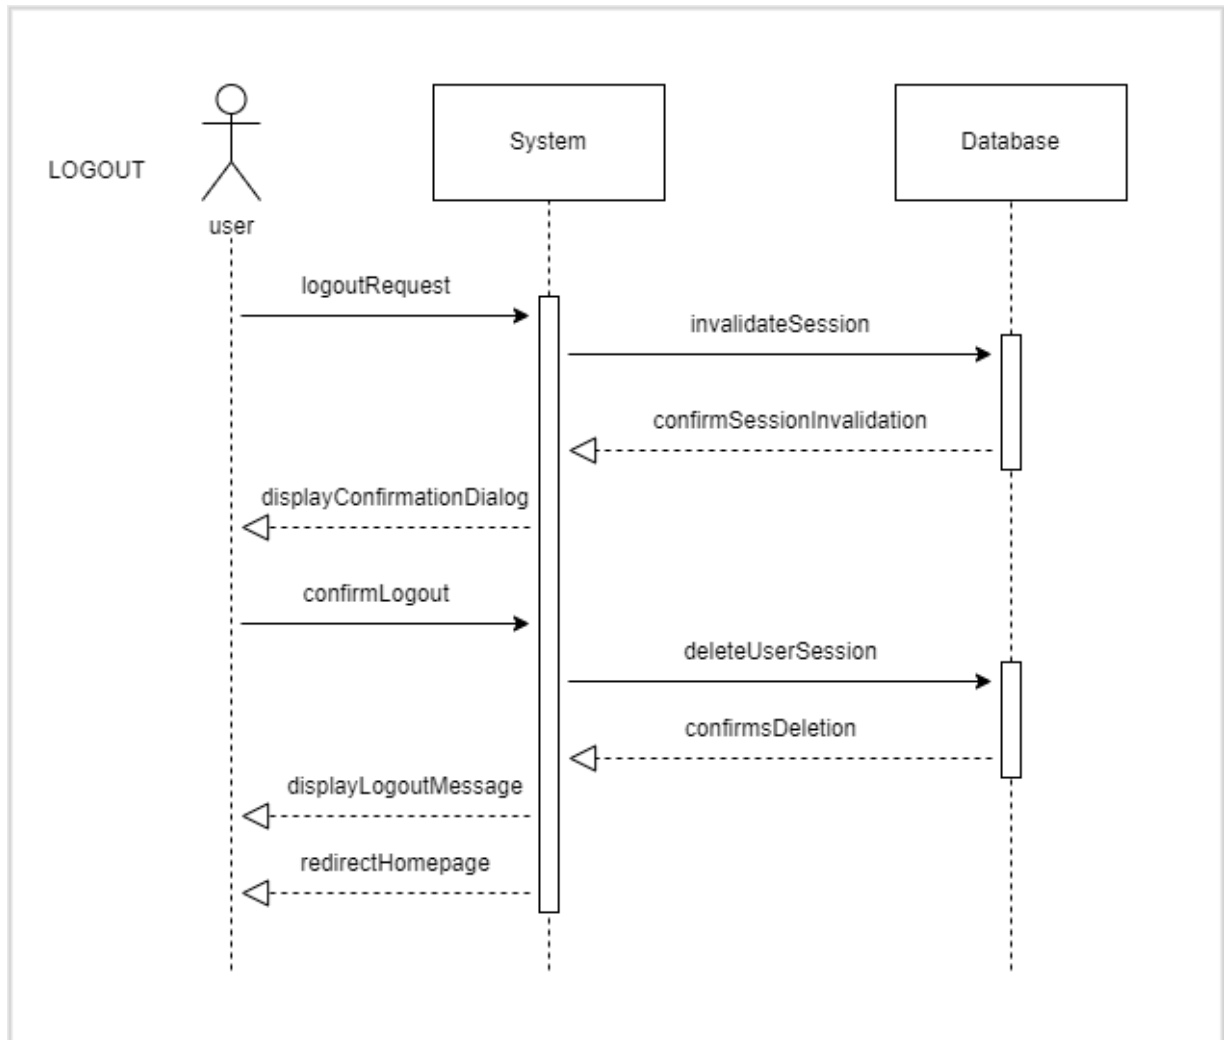 System
Database
LOGOUT
user
logoutRequest
invalidateSession
confirmSessionInvalidation
displayConfirmationDialog
confirmLogout
deleteUserSession
confirmsDeletion
displayLogoutMessage
redirectHomepage